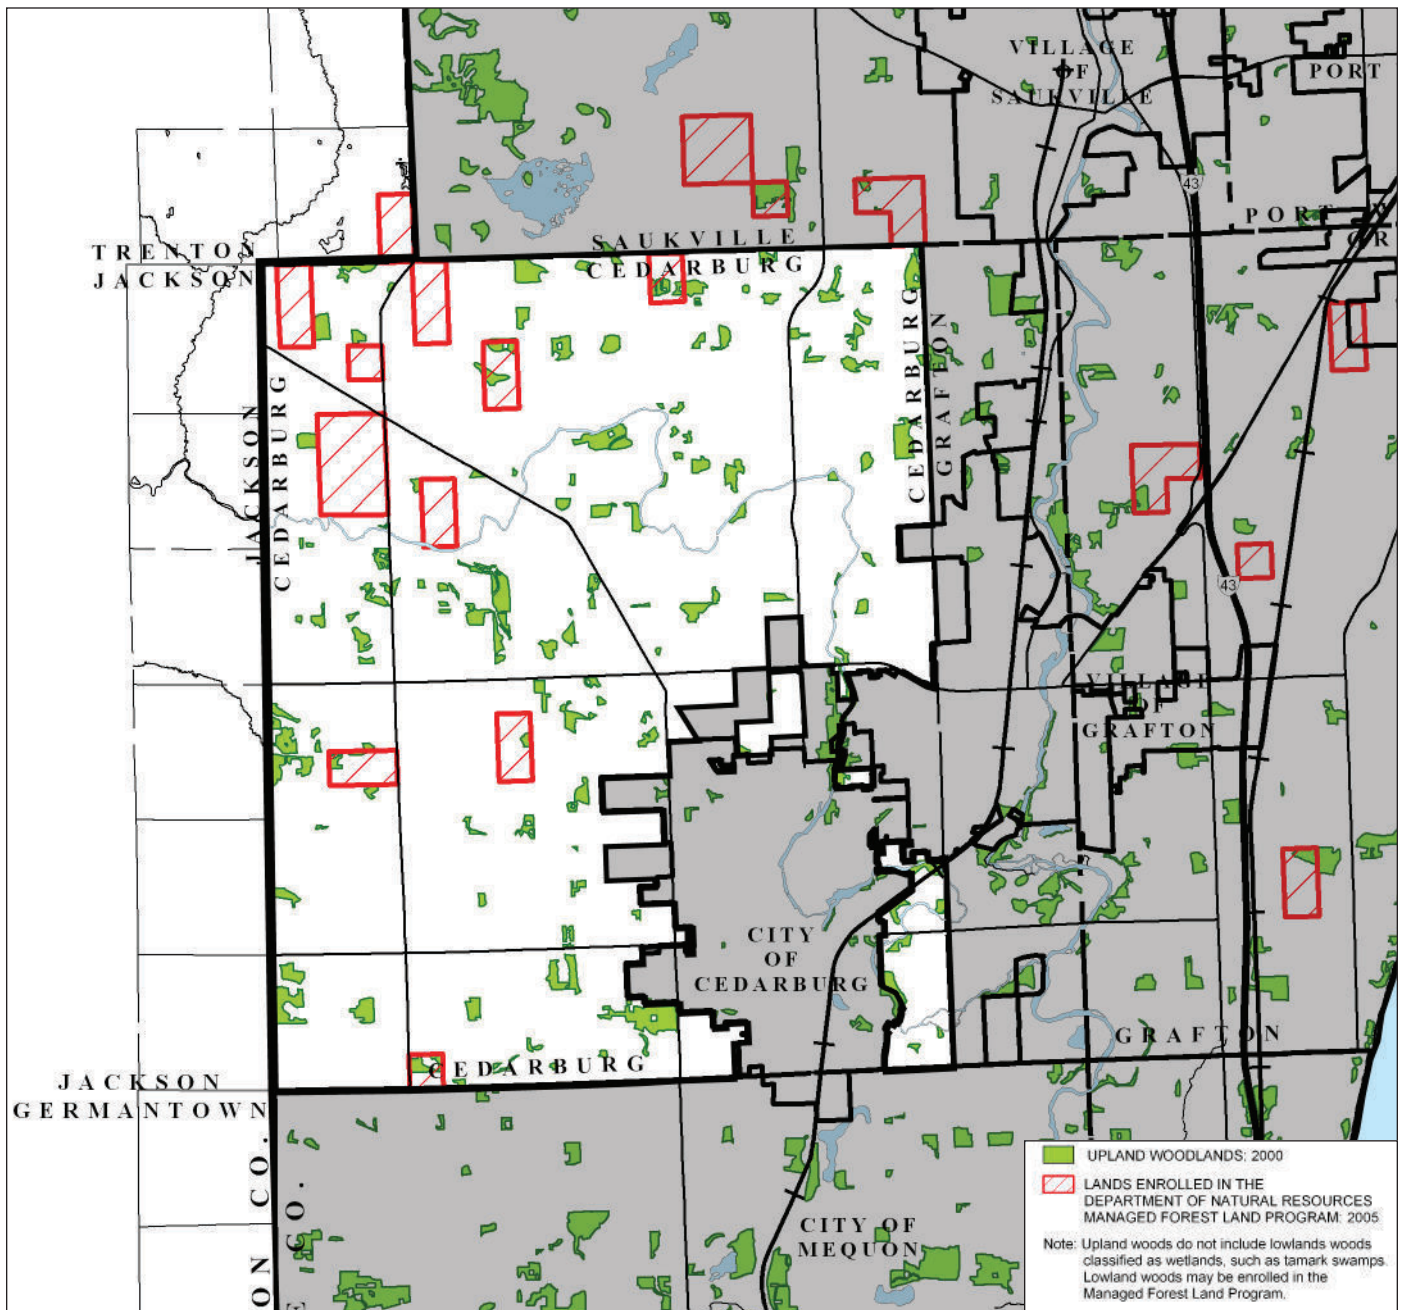 VILLAGE
OF
SAUKVILLE
PORT
43
PORT
TRENTON
JACKSON
SAUKVILLE
CEDARBURG
CEDARBURG
GRAFTON
JACKSON
CEDARBURG
43
VILLAGE
OF
GRAFTON
CITY
OF
CEDARBURG
GRAFTON
CEDARBURG
JACKSON
GERMANTOWN
CITY OF
MEQUON
ON CO.
E CO.
UPLAND WOODLANDS: 2000
LANDS ENROLLED IN THE
DEPARTMENT OF NATURAL RESOURCES
MANAGED FOREST LAND PROGRAM: 2005
Note: Upland woods do not include lowlands woods
classified as wetlands, such as tamark swamps.
Lowland woods may be enrolled in the
Managed Forest Land Program.